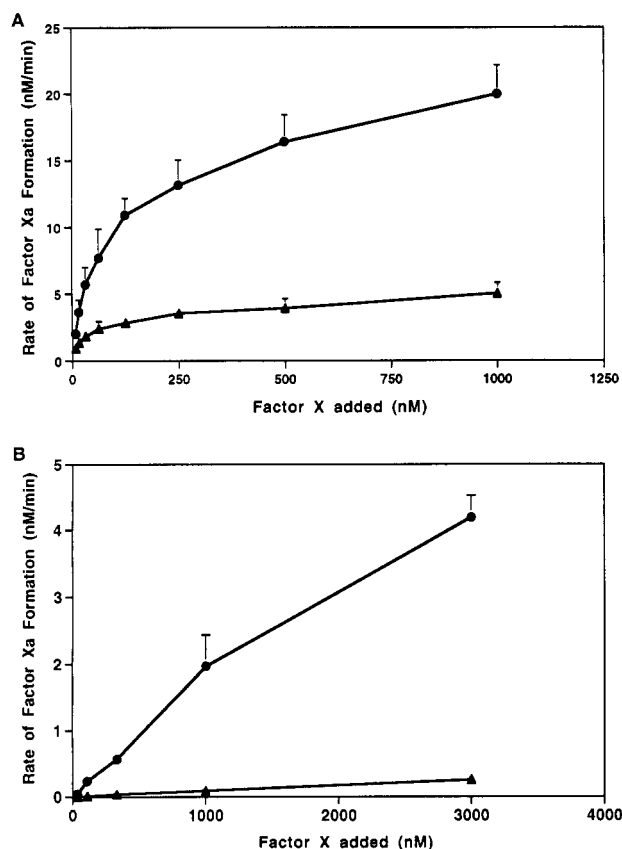 A
Rate of Factor Xa Formation (nM/min)
25
20
15
10
5
0
0 250 500 750 1000 1250
Factor X added (nM)
B
Rate of Factor Xa Formation (nM/min)
5
4
3
2
1
0
0 1000 2000 3000 4000
Factor X added (nM)